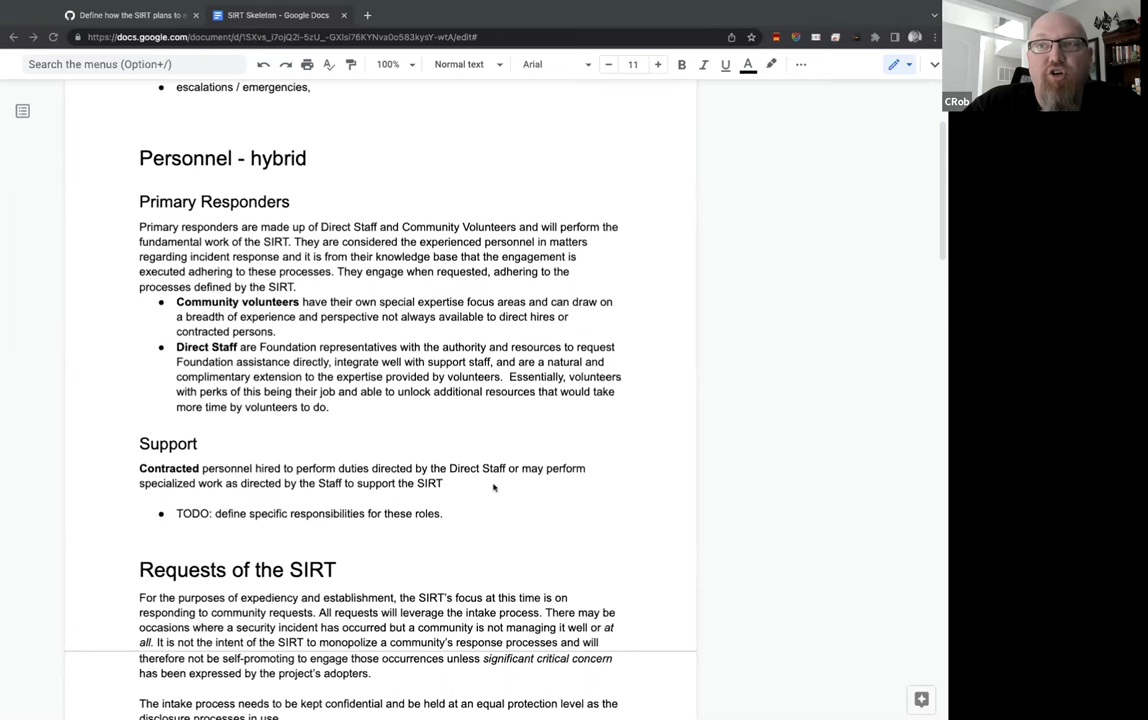 Define how the SIRT plans to e
SIRT Skeleton - Google Docs
https://docs.google.com/document/d/
Search the menus (Option+/)
100%
Normal text
Arial
11
B I U A
CRob
escalations / emergencies,
Personnel - hybrid
Primary Responders
Primary responders are made up of Direct Staff and Community Volunteers and will perform the
fundamental work of the SIRT. They are considered the experienced personnel in matters
regarding incident response and it is from their knowledge base that the engagement is
executed adhering to these processes. They engage when requested, adhering to the
processes defined by the SIRT.
Community volunteers have their own special expertise focus areas and can draw on
a breadth of experience and perspective not always available to direct hires or
contracted persons.
Direct Staff are Foundation representatives with the authority and resources to request
Foundation assistance directly, integrate well with support staff, and are a natural and
complimentary extension to the expertise provided by volunteers. Essentially, volunteers
with perks of this being their job and able to unlock additional resources that would take
more time by volunteers to do.
Support
Contracted personnel hired to perform duties directed by the Direct Staff or may perform
specialized work as directed by the Staff to support the SIRT
TODO: define specific responsibilities for these roles.
Requests of the SIRT
For the purposes of expediency and establishment, the SIRT's focus at this time is on
responding to community requests. All requests will leverage the intake process. There may be
occasions where a security incident has occurred but a community is not managing it well or at
all. It is not the intent of the SIRT to monopolize a community's response processes and will
therefore not be self-promoting to engage those occurrences unless significant critical concern
has been expressed by the project's adopters.
The intake process needs to be kept confidential and be held at an equal protection level as the
disclosure processes in use